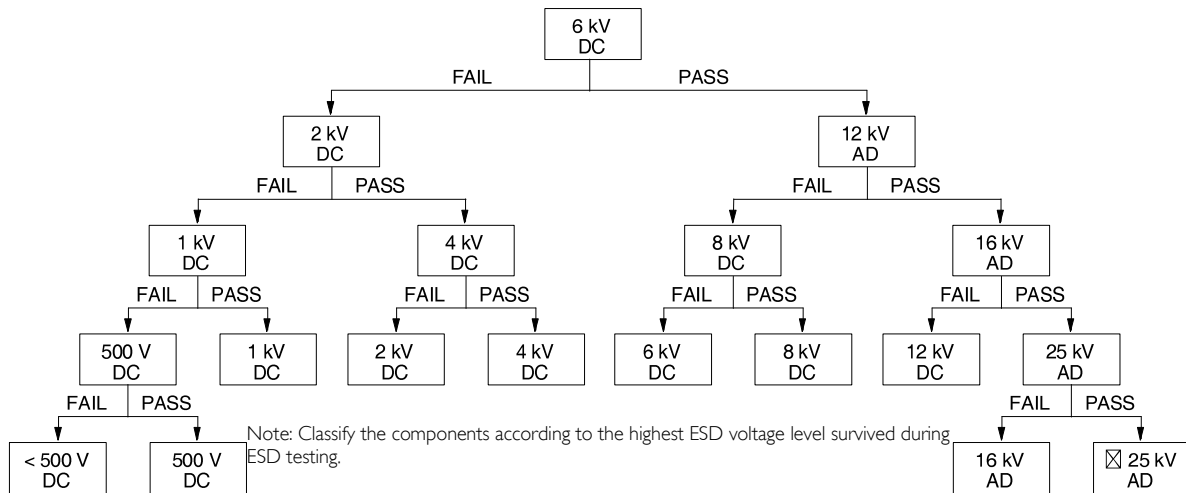 6 kV
DC
FAIL PASS
2 kV
DC
12 kV
AD
FAIL PASS
FAIL PASS
1 kV
DC
4 kV
DC
8 kV
DC
16 kV
AD
FAIL PASS
FAIL PASS
FAIL PASS
FAIL PASS
500 V
DC
1 kV
DC
2 kV
DC
4 kV
DC
6 kV
DC
8 kV
DC
12 kV
DC
25 kV
AD
FAIL PASS
FAIL PASS
< 500 V
DC
500 V
DC
Note: Classify the components according to the highest ESD voltage level survived during
ESD testing.
16 kV
AD
☒ 25 kV
AD